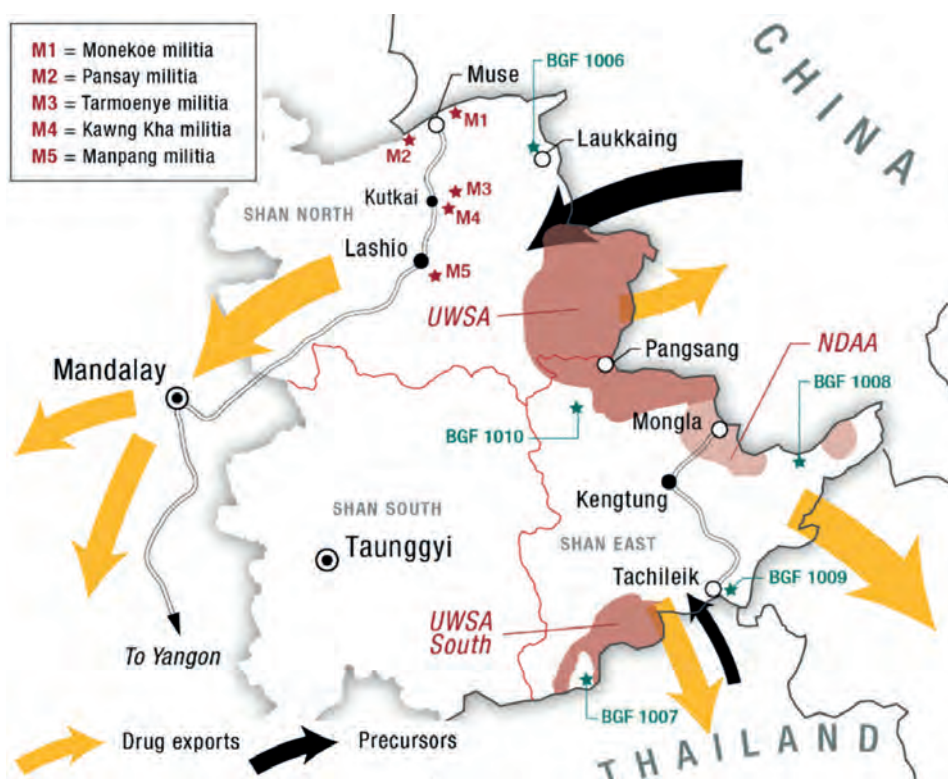 M1 = Monekoe militia
M2 = Pansay militia
M3 = Tarmoenye militia
M4 = Kawng Kha militia
M5 = Manpang militia
CHINA
BGF 1006
Muse
M1
M2
Laukkaing
Kutkai
M3
M4
SHAN NORTH
Lashio
M5
UWSA
Pangsang
NDAA
Mandalay
BGF 1008
Mongla
BGF 1010
Kengtung
SHAN SOUTH
SHAN EAST
Taunggyi
Tachileik
BGF 1009
UWSA
South
To Yangon
BGF 1007
Drug exports
Precursors
THAILAND